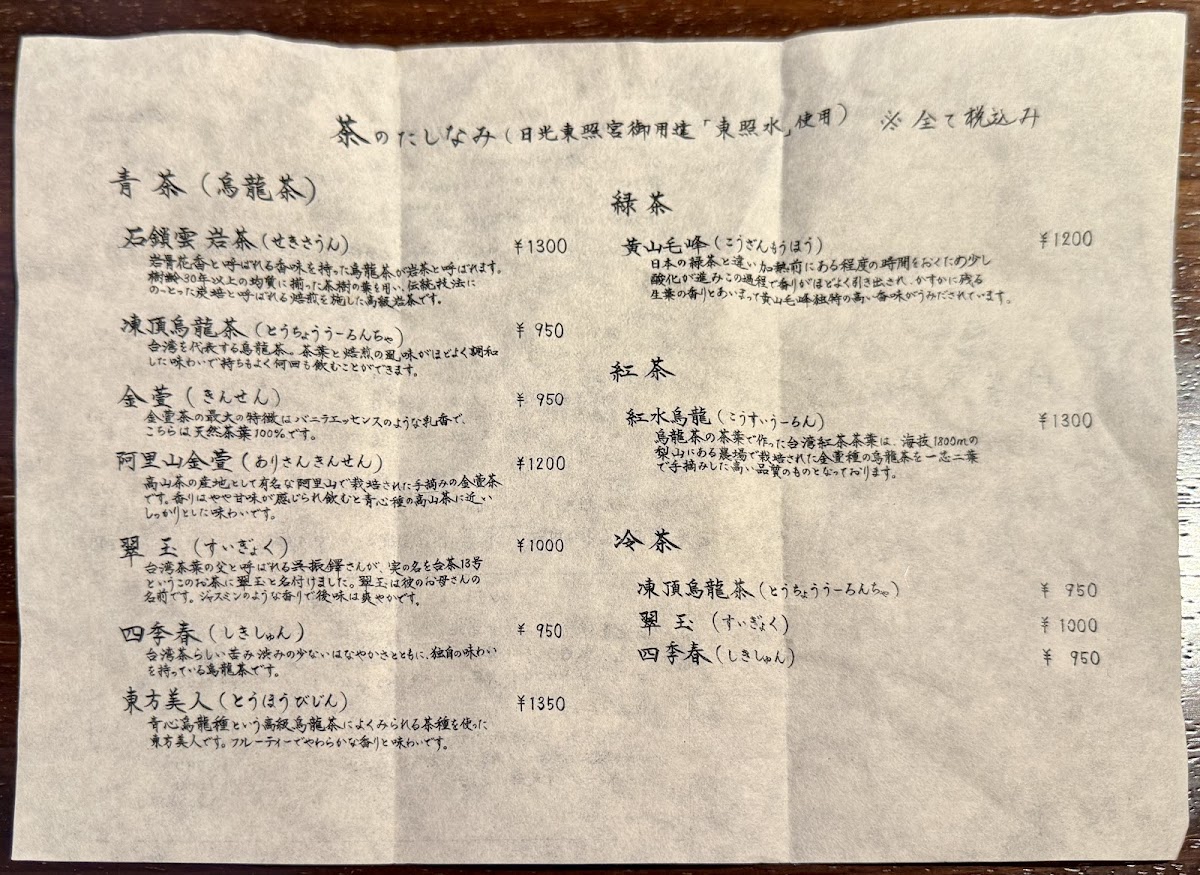 茶のたしなみ(日光東照宮御用達「東照水」使用) ※全て税込み
青茶(烏龍茶)
石鎖雲岩茶(せきさうん) ¥1300
岩骨花香と呼ばれる香味を持った烏龍茶が岩茶と呼ばれます。
樹齢30年以上の均質に揃った茶樹の葉を用い、伝統技法に
のっとった炭焙と呼ばれる焙煎を施した高級岩茶です。
凍頂烏龍茶(とうちょううーろんちゃ) ¥950
台湾を代表する烏龍茶。茶葉と焙煎の風味がほどよく調和
した味わいで持ちもよく何回も飲むことができます。
金萱(きんせん) ¥950
金萱茶の最大の特徴はバニラエッセンスのような乳香で、
こちらは天然茶葉100%です。
阿里山金萱(ありさんきんせん) ¥1200
高山茶の産地として有名な阿里山で栽培された手摘みの金萱茶
です。香りはやや甘味が感じられ飲むと青心種の高山茶に近い
しっかりとした味わいです。
翠玉(すいぎょく) ¥1000
台湾茶葉の父と呼ばれる呉振鐸さんが、実の名を台茶13号
というこのお茶に翠玉と名付けました。翠玉は彼のお母さんの
名前です。ジャスミンのような香りで後味は爽やかです。
四季春(しきしゅん) ¥950
台湾茶らしい苦み渋みの少ないはなやかさとともに、独自の味わい
を持っている烏龍茶です。
東方美人(とうほうびじん) ¥1350
青心烏龍種という高級烏龍茶によくみられる茶種を使った
東方美人です。フルーティーでやわらかな香りと味わいです。
緑茶
黄山毛峰(こうざんもうほう) ¥1200
日本の緑茶と違い加熱前にある程度の時間をおくため少し
酸化が進みこの過程で香りがほどよく引き出され、かすかに残る
生葉の香りとあいまって黄山毛峰独特の高い香味がうみだされています。
紅茶
紅水烏龍(こうすいうーろん) ¥1300
烏龍茶の茶葉で作った台湾紅茶茶葉は、海抜1800mの
梨山にある農場で栽培された金萱種の烏龍茶を一芯二葉
で手摘みした高い品質のものとなっております。
冷茶
凍頂烏龍茶(とうちょううーろんちゃ) ¥950
翠玉(すいぎょく) ¥1000
四季春(しきしゅん) ¥950